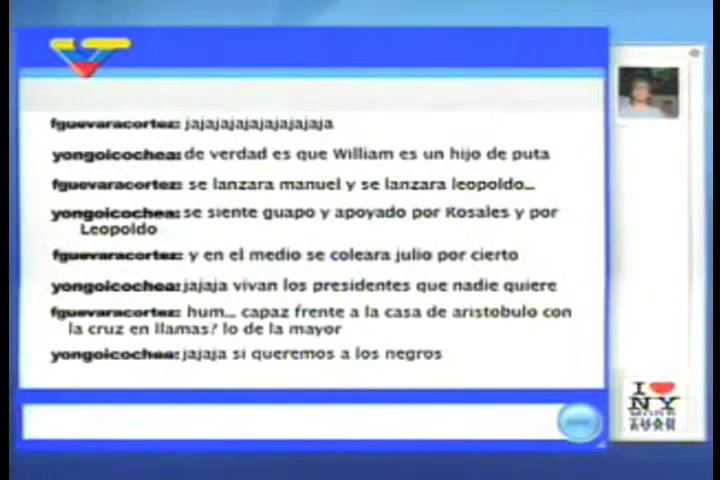 fguevaracortez: jajajajajajajajajaja
yongoicochea: de verdad es que William es un hijo de puta
fguevaracortez: se lanzara manuel y se lanzara leopoldo...
yongoicochea: se siente guapo y apoyado por Rosales y por
Leopoldo
fguevaracortez: y en el medio se coleara julio por cierto
yongoicochea: jajaja vivan los presidentes que nadie quiere
fguevaracortez: hum... capaz frente a la casa de aristobulo con
la cruz en llamas? lo de la mayor
yongoicochea: jajaja si queremos a los negros
I
NY